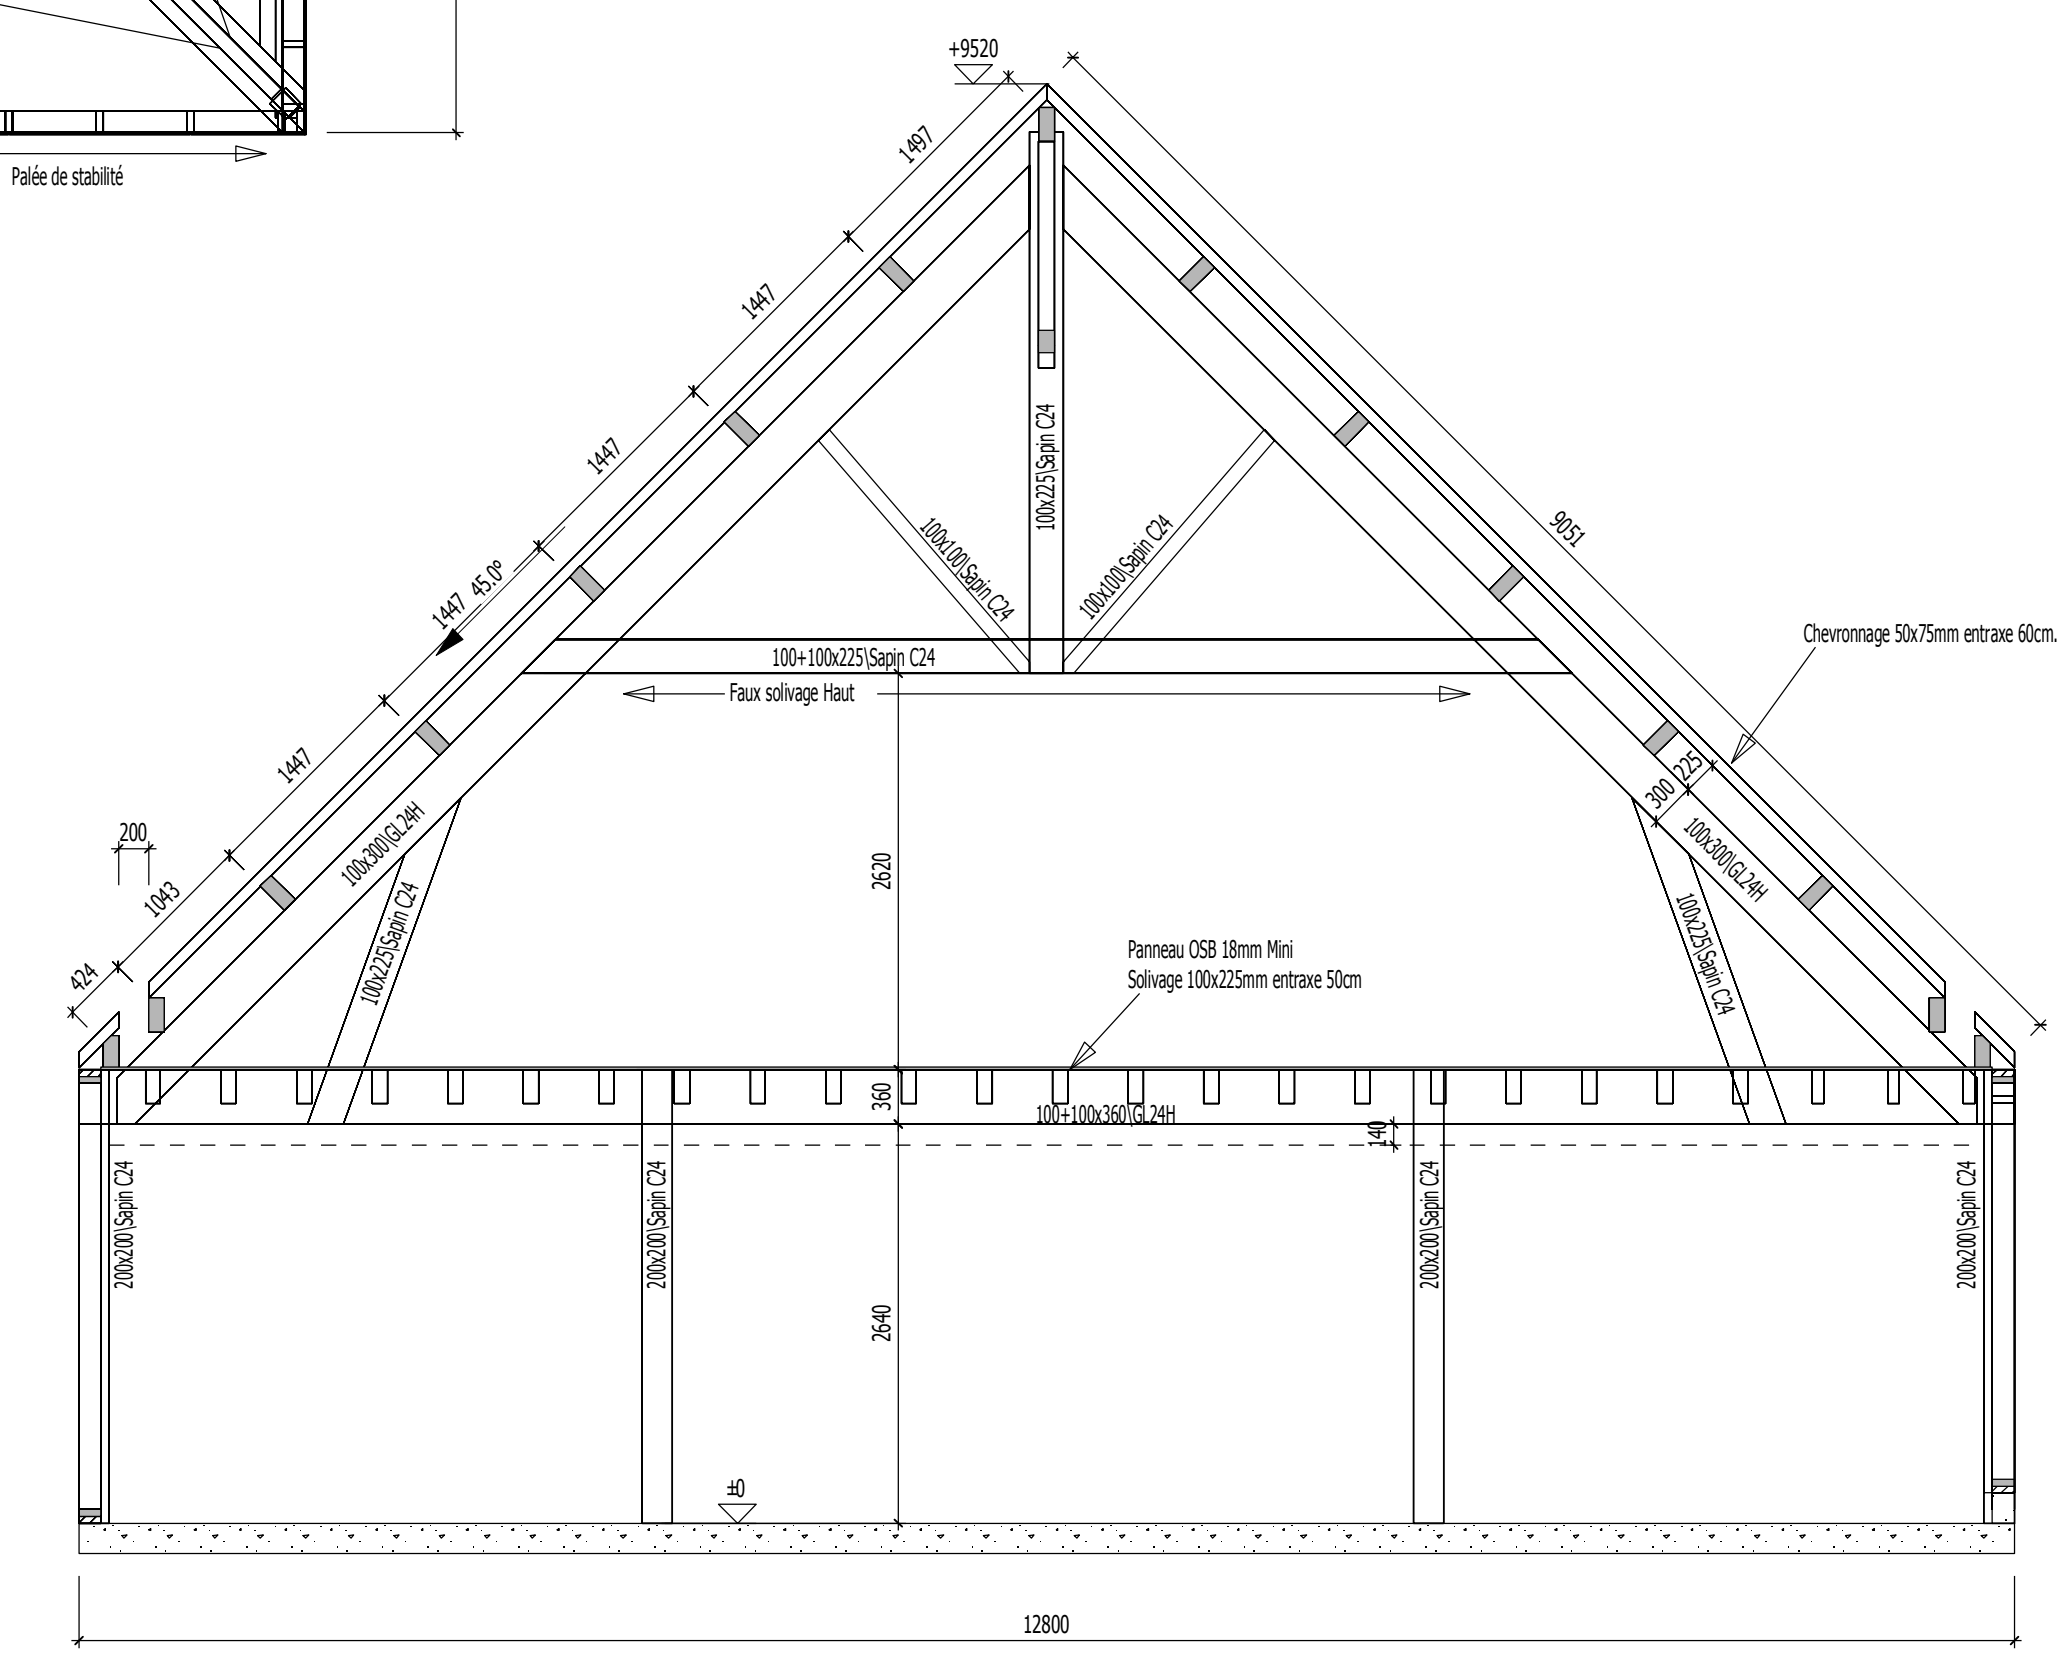 Palée de stabilité
+9520
1497
1447
1447
1447
45.0°
1447
1043
424
200
9051
Chevronnage 50x75mm entraxe 60cm.
100x225\Sapin C24
100x100\Sapin C24
100x100\Sapin C24
100+100x225\Sapin C24
Faux solivage Haut
225
300
100x300\GL24H
100x300\GL24H
100x225\Sapin C24
100x225\Sapin C24
2620
Panneau OSB 18mm Mini
Solivage 100x225mm entraxe 50cm
360
100+100x360\GL24H
140
200x200\Sapin C24
200x200\Sapin C24
200x200\Sapin C24
200x200\Sapin C24
2640
±0
12800